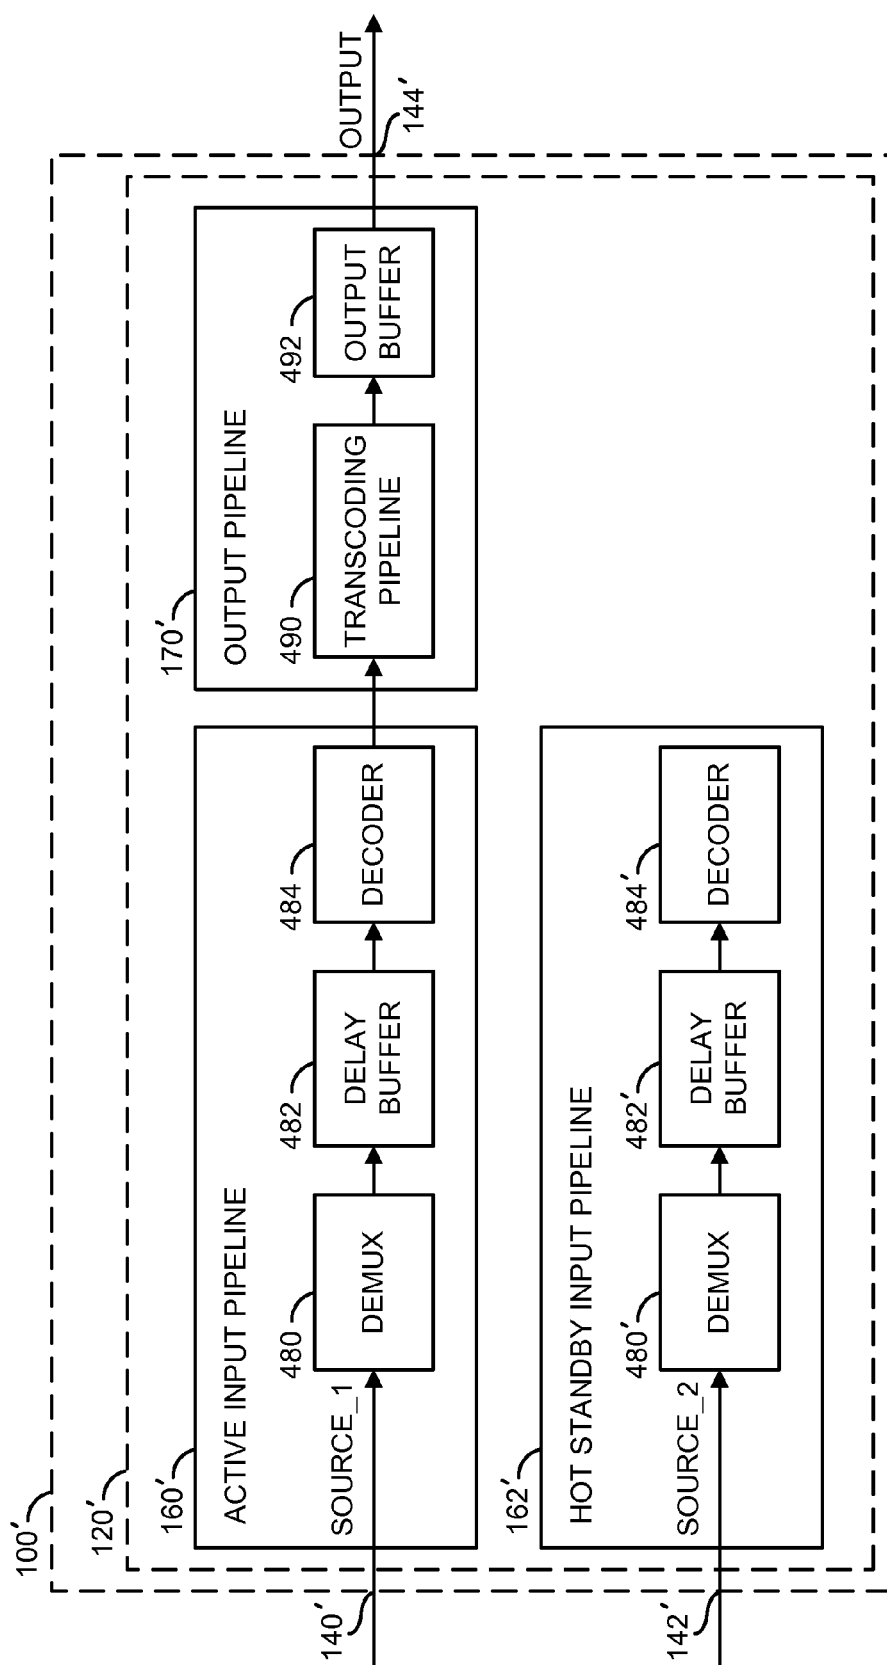 100′
120′
140′
160′
ACTIVE INPUT PIPELINE
SOURCE_1
480
DEMUX
482
DELAY
BUFFER
484
DECODER
170′
OUTPUT PIPELINE
490
TRANSCODING
PIPELINE
492
OUTPUT
BUFFER
OUTPUT
144′
142′
162′
HOT STANDBY INPUT PIPELINE
SOURCE_2
480′
DEMUX
482′
DELAY
BUFFER
484′
DECODER